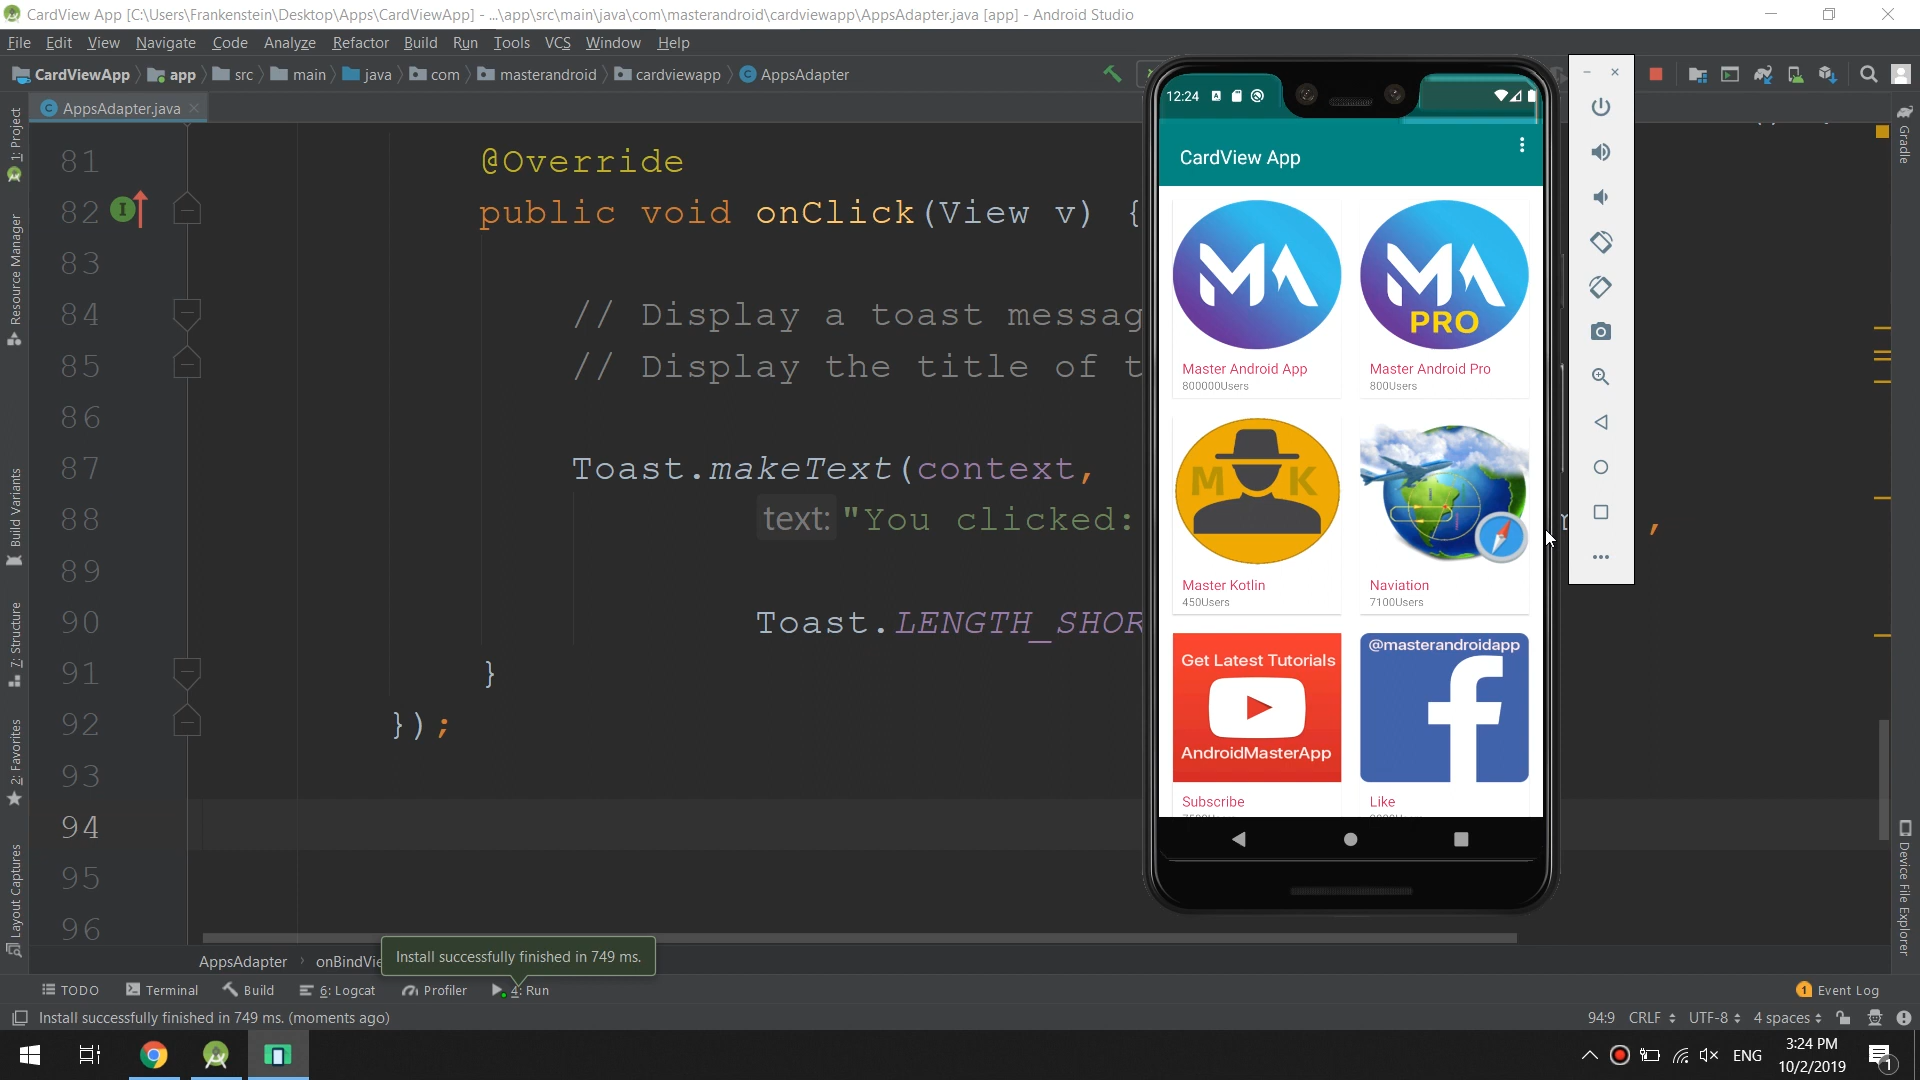 CardView App [C:\Users\Frankenstein\Desktop\Apps\CardViewApp] - ...\app\src\main\java\com\masterandroid\cardviewapp\AppsAdapter.java [app] - Android Studio
File Edit View Navigate Code Analyze Refactor Build Run Tools VCS Window Help
CardViewApp app src main java com masterandroid cardviewapp AppsAdapter
AppsAdapter.java
1: Project
Resource Manager
Build Variants
7: Structure
2: Favorites
Layout Captures
81 @Override
82 public void onClick(View v) {
83
84 // Display a toast messag
85 // Display the title of t
86
87 Toast.makeText(context,
88 text: "You clicked: ,
89
90 Toast.LENGTH_SHOR
91 }
92 });
93
94
95
96
12:24
CardView App
MA
MA PRO
Master Android App
800000Users
Master Android Pro
800Users
M K
Master Kotlin
450Users
Naviation
7100Users
Get Latest Tutorials
AndroidMasterApp
@masterandroidapp
f
Subscribe
Like
Gradle
Device File Explorer
AppsAdapter onBindVie
Install successfully finished in 749 ms.
TODO Terminal Build 6: Logcat Profiler 4: Run 1 Event Log
Install successfully finished in 749 ms. (moments ago) 94:9 CRLF UTF-8 4 spaces
ENG 3:24 PM
10/2/2019 1